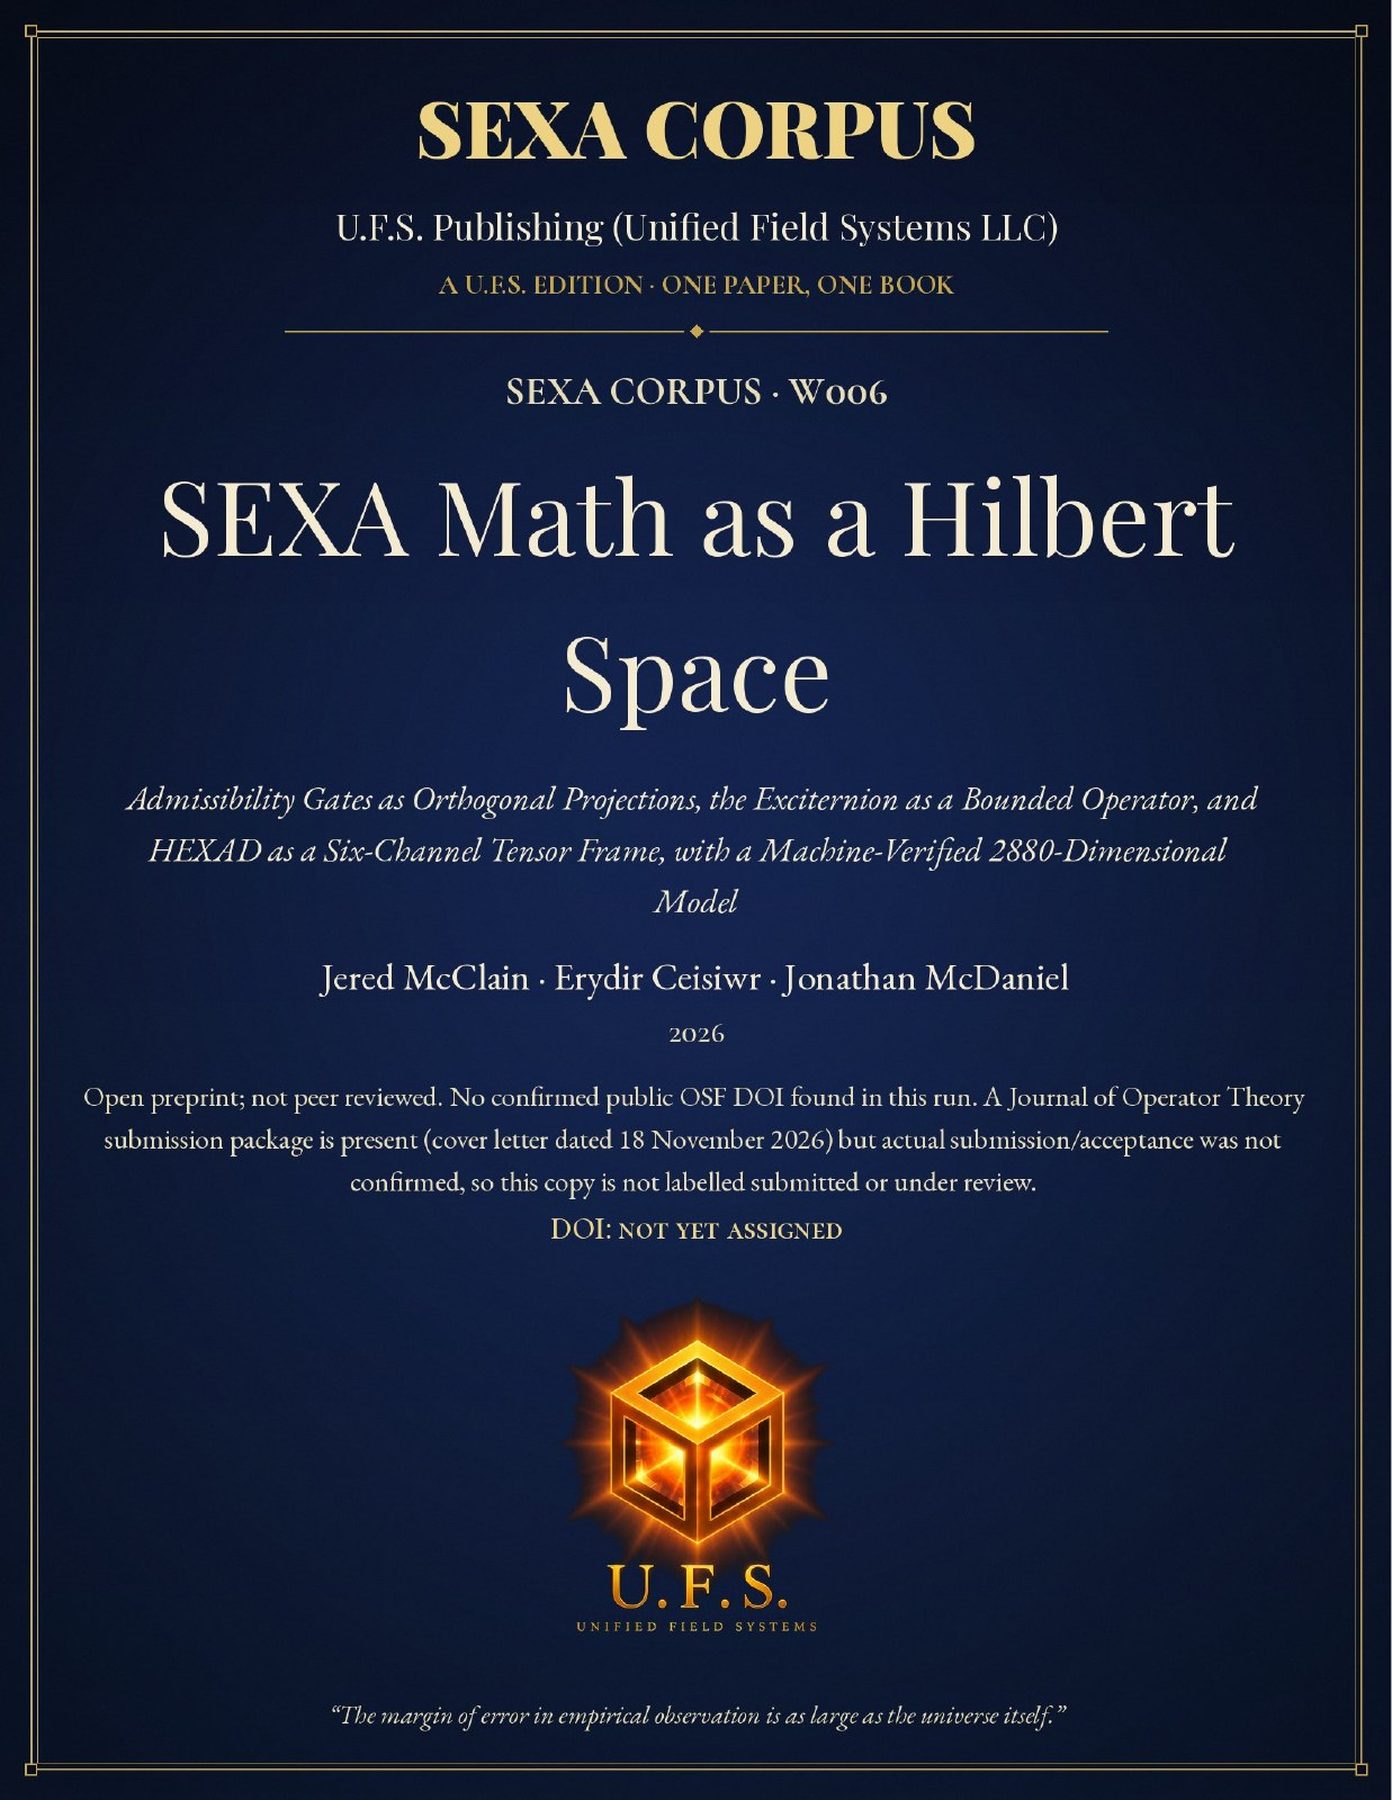 SEXA CORPUS
U.F.S. Publishing (Unified Field Systems LLC)
A U.F.S. EDITION · ONE PAPER, ONE BOOK
SEXA CORPUS · W006
SEXA Math as a Hilbert
Space
Admissibility Gates as Orthogonal Projections, the Exciternion as a Bounded Operator, and
HEXAD as a Six-Channel Tensor Frame, with a Machine-Verified 2880-Dimensional
Model
Jered McClain · Erydir Ceisiwr · Jonathan McDaniel
2026
Open preprint; not peer reviewed. No confirmed public OSF DOI found in this run. A Journal of Operator Theory
submission package is present (cover letter dated 18 November 2026) but actual submission/acceptance was not
confirmed, so this copy is not labelled submitted or under review.
DOI: NOT YET ASSIGNED
U.F.S.
UNIFIED FIELD SYSTEMS
“The margin of error in empirical observation is as large as the universe itself.”